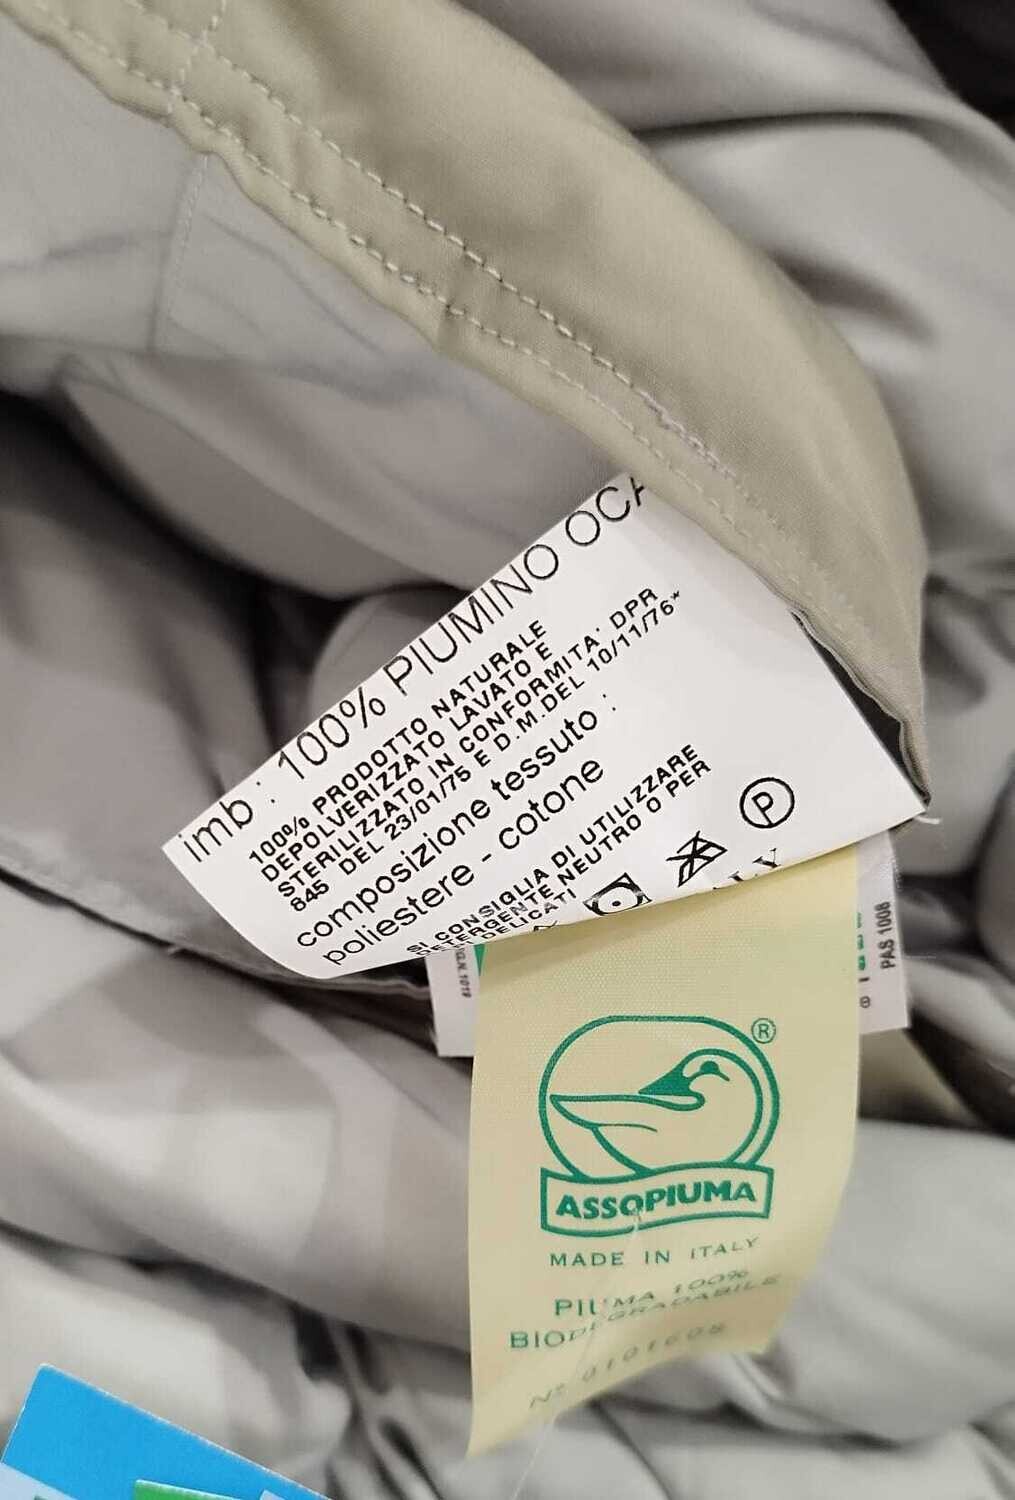 imb : 100% PIUMINO OCA
100% PRODOTTO NATURALE
DEPOLVERIZZATO LAVATO E
STERILIZZATO IN CONFORMITA' DPR
845 DEL 23/01/75 E D.M.DEL 10/11/76*
composizione tessuto :
poliestere - cotone
SI CONSIGLIA DI UTILIZZARE
DETERGENTE NEUTRO O PER
DELICATI
P
PAS 1008
®
ASSOPIUMA
MADE IN ITALY
PIUMA 100%
BIODEGRADABILE
N° 0101608